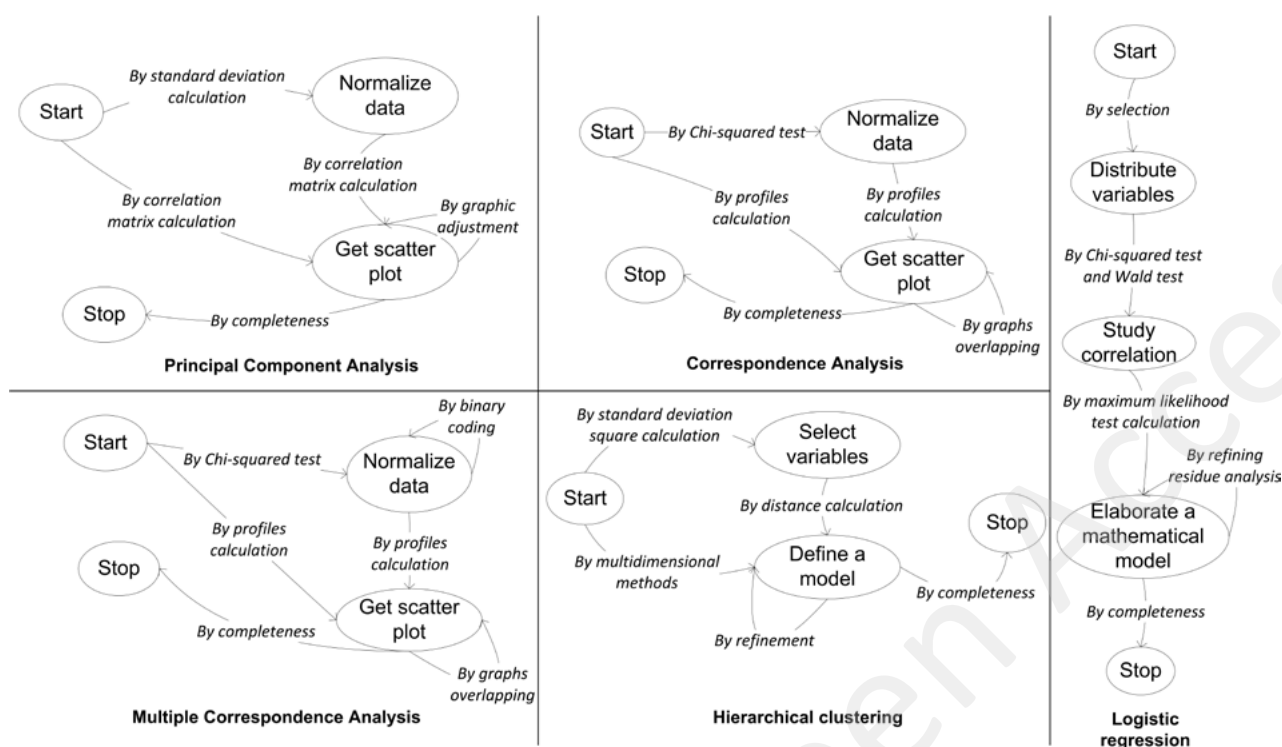 Start
By standard deviation
calculation
Normalize
data
By correlation
matrix calculation
By correlation
matrix calculation
By graphic
adjustment
Get scatter
plot
Stop
By completeness
Principal Component Analysis
Start
By Chi-squared test
Normalize
data
By profiles
calculation
By profiles
calculation
Get scatter
plot
Stop
By completeness
By graphs
overlapping
Correspondence Analysis
Start
By Chi-squared test
By binary
coding
Normalize
data
By profiles
calculation
By profiles
calculation
Stop
Get scatter
plot
By completeness
By graphs
overlapping
Multiple Correspondence Analysis
By standard deviation
square calculation
Select
variables
Start
By distance calculation
Stop
By multidimensional
methods
Define a
model
By completeness
By refinement
Hierarchical clustering
Start
By selection
Distribute
variables
By Chi-squared test
and Wald test
Study
correlation
By maximum likelihood
test calculation
By refining
residue analysis
Elaborate a
mathematical
model
By completeness
Stop
Logistic
regression